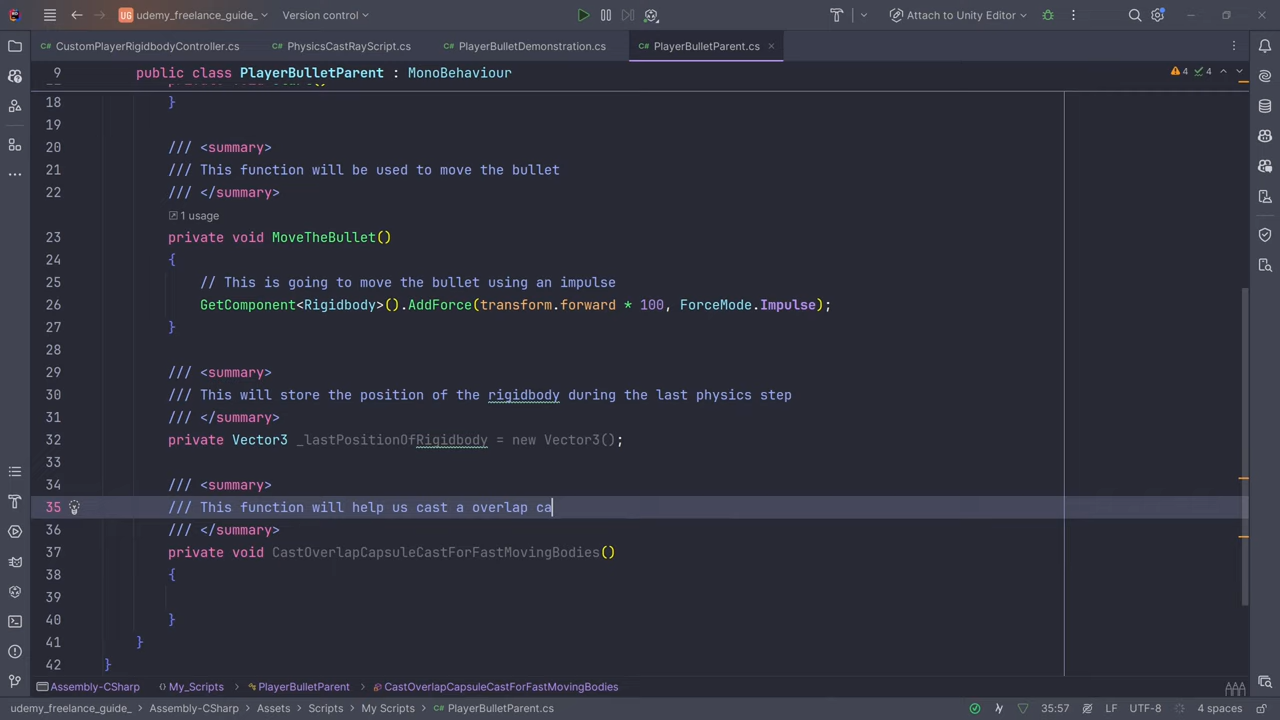 UG udemy_freelance_guide_ Version control Attach to Unity Editor
CustomPlayerRigidbodyController.cs PhysicsCastRayScript.cs PlayerBulletDemonstration.cs PlayerBulletParent.cs
9 public class PlayerBulletParent : MonoBehaviour 4 4
18 }
19
20 /// <summary>
21 /// This function will be used to move the bullet
22 /// </summary>
1 usage
23 private void MoveTheBullet()
24 {
25 // This is going to move the bullet using an impulse
26 GetComponent<Rigidbody>().AddForce(transform.forward * 100, ForceMode.Impulse);
27 }
28
29 /// <summary>
30 /// This will store the position of the rigidbody during the last physics step
31 /// </summary>
32 private Vector3 _lastPositionOfRigidbody = new Vector3();
33
34 /// <summary>
35 /// This function will help us cast a overlap ca
36 /// </summary>
37 private void CastOverlapCapsuleCastForFastMovingBodies()
38 {
39
40 }
41 }
42 }
Assembly-CSharp My_Scripts PlayerBulletParent CastOverlapCapsuleCastForFastMovingBodies
udemy_freelance_guide_ Assembly-CSharp Assets Scripts My Scripts PlayerBulletParent.cs 35:57 LF UTF-8 4 spaces